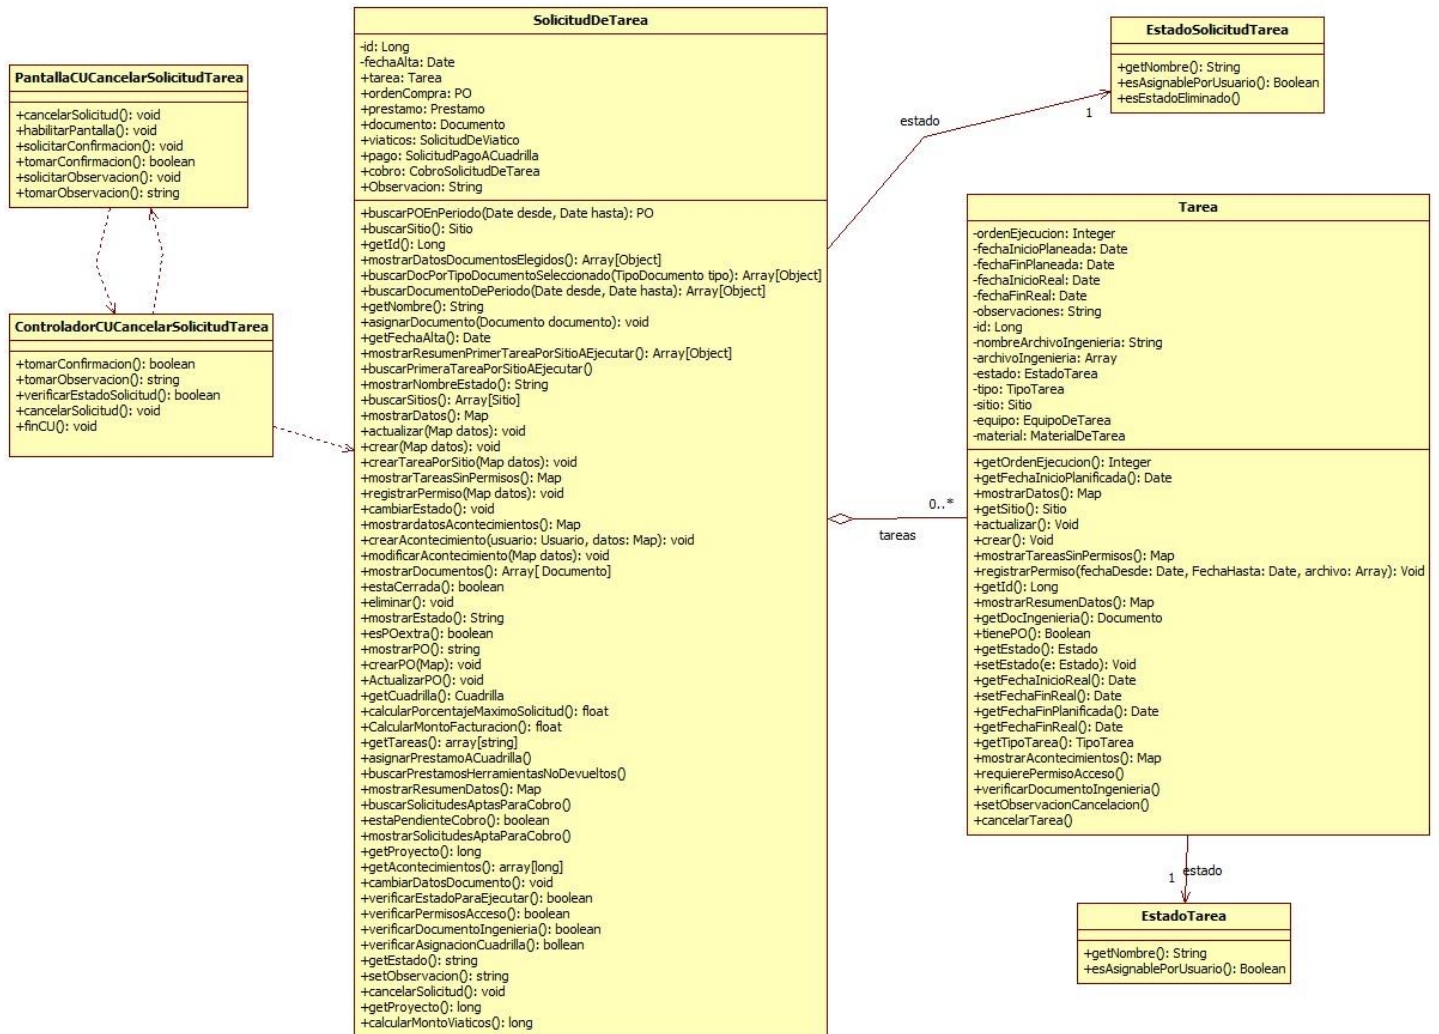 PantallaCUCancelarSolicitudTarea
+cancelarSolicitud(): void
+habilitarPantalla(): void
+solicitarConfirmacion(): void
+tomarConfirmacion(): boolean
+solicitarObservacion(): void
+tomarObservacion(): string
ControladorCUCancelarSolicitudTarea
+tomarConfirmacion(): boolean
+tomarObservacion(): string
+verificarEstadoSolicitud(): boolean
+cancelarSolicitud(): void
+finCU(): void
SolicitudDeTarea
-id: Long
-fechaAlta: Date
+tarea: Tarea
+ordenCompra: PO
+prestamo: Prestamo
+documento: Documento
+viaticos: SolicitudDeViatico
+pago: SolicitudPagoACuadrilla
+cobro: CobroSolicitudDeTarea
+Observacion: String
+buscarPOEnPeriodo(Date desde, Date hasta): PO
+buscarSitio(): Sitio
+getId(): Long
+mostrarDatosDocumentosElegidos(): Array[Object]
+buscarDocPorTipoDocumentoSeleccionado(TipoDocumento tipo): Array[Object]
+buscarDocumentoDePeriodo(Date desde, Date hasta): Array[Object]
+getNombre(): String
+asignarDocumento(Documento documento): void
+getFechaAlta(): Date
+mostrarResumenPrimerTareaPorSitioAEjecutar(): Array[Object]
+buscarPrimeraTareaPorSitioAEjecutar()
+mostrarNombreEstado(): String
+buscarSitios(): Array[Sitio]
+mostrarDatos(): Map
+actualizar(Map datos): void
+crear(Map datos): void
+crearTareaPorSitio(Map datos): void
+mostrarTareasSinPermisos(): Map
+registrarPermiso(Map datos): void
+cambiarEstado(): void
+mostrardatosAcontecimientos(): Map
+crearAcontecimiento(usuario: Usuario, datos: Map): void
+modificarAcontecimiento(Map datos): void
+mostrarDocumentos(): Array[ Documento]
+estaCerrada(): boolean
+eliminar(): void
+mostrarEstado(): String
+esPOextra(): boolean
+mostrarPO(): string
+crearPO(Map): void
+ActualizarPO(): void
+getCuadrilla(): Cuadrilla
+calcularPorcentajeMaximoSolicitud(): float
+CalcularMontoFacturacion(): float
+getTareas(): array[string]
+asignarPrestamoACuadrilla()
+buscarPrestamosHerramientasNoDevueltos()
+mostrarResumenDatos(): Map
+buscarSolicitudesAptasParaCobro()
+estaPendienteCobro(): boolean
+mostrarSolicitudesAptaParaCobro()
+getProyecto(): long
+getAcontecimientos(): array[long]
+cambiarDatosDocumento(): void
+verificarEstadoParaEjecutar(): boolean
+verificarPermisosAcceso(): boolean
+verificarDocumentoIngenieria(): boolean
+verificarAsignacionCuadrilla(): bollean
+getEstado(): string
+setObservacion(): string
+cancelarSolicitud(): void
+getProyecto(): long
+calcularMontoViaticos(): long
estado
1
EstadoSolicitudTarea
+getNombre(): String
+esAsignablePorUsuario(): Boolean
+esEstadoEliminado()
0..*
tareas
Tarea
-ordenEjecucion: Integer
-fechaInicioPlaneada: Date
-fechaFinPlaneada: Date
-fechaInicioReal: Date
-fechaFinReal: Date
-observaciones: String
-id: Long
-nombreArchivoIngenieria: String
-archivoIngenieria: Array
-estado: EstadoTarea
-tipo: TipoTarea
-sitio: Sitio
-equipo: EquipoDeTarea
-material: MaterialDeTarea
+getOrdenEjecucion(): Integer
+getFechaInicioPlanificada(): Date
+mostrarDatos(): Map
+getSitio(): Sitio
+actualizar(): Void
+crear(): Void
+mostrarTareasSinPermisos(): Map
+registrarPermiso(fechaDesde: Date, FechaHasta: Date, archivo: Array): Void
+getId(): Long
+mostrarResumenDatos(): Map
+getDocIngenieria(): Documento
+tienePO(): Boolean
+getEstado(): Estado
+setEstado(e: Estado): Void
+getFechaInicioReal(): Date
+setFechaFinReal(): Date
+getFechaFinPlanificada(): Date
+getFechaFinReal(): Date
+getTipoTarea(): TipoTarea
+mostrarAcontecimientos(): Map
+requierePermisoAcceso()
+verificarDocumentoIngenieria()
+setObservacionCancelacion()
+cancelarTarea()
1 estado
EstadoTarea
+getNombre(): String
+esAsignablePorUsuario(): Boolean